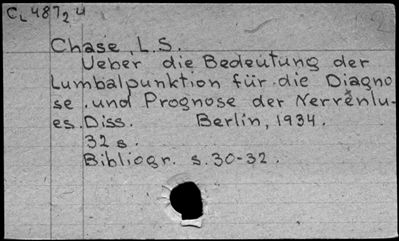 CL 4872 4
Chase, L.S.
Ueber die Bedeutung der
Lumbalpunktion für die Diagno
se und Prognose der Nervenlu-
es. Diss. Berlin, 1934.
32 s.
Bibliogr. s. 30-32.